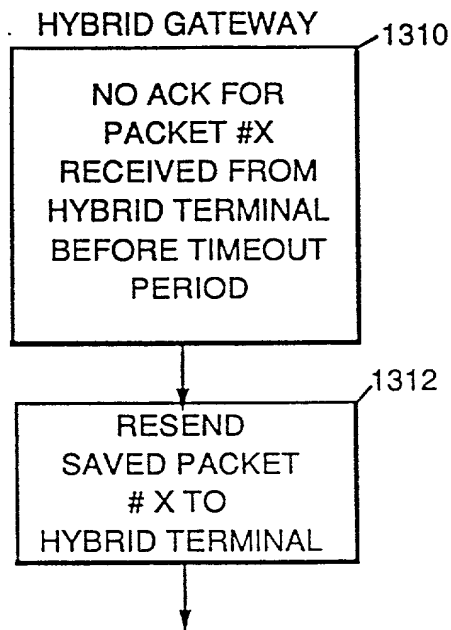 HYBRID GATEWAY
1310
NO ACK FOR
PACKET #X
RECEIVED FROM
HYBRID TERMINAL
BEFORE TIMEOUT
PERIOD
1312
RESEND
SAVED PACKET
# X TO
HYBRID TERMINAL